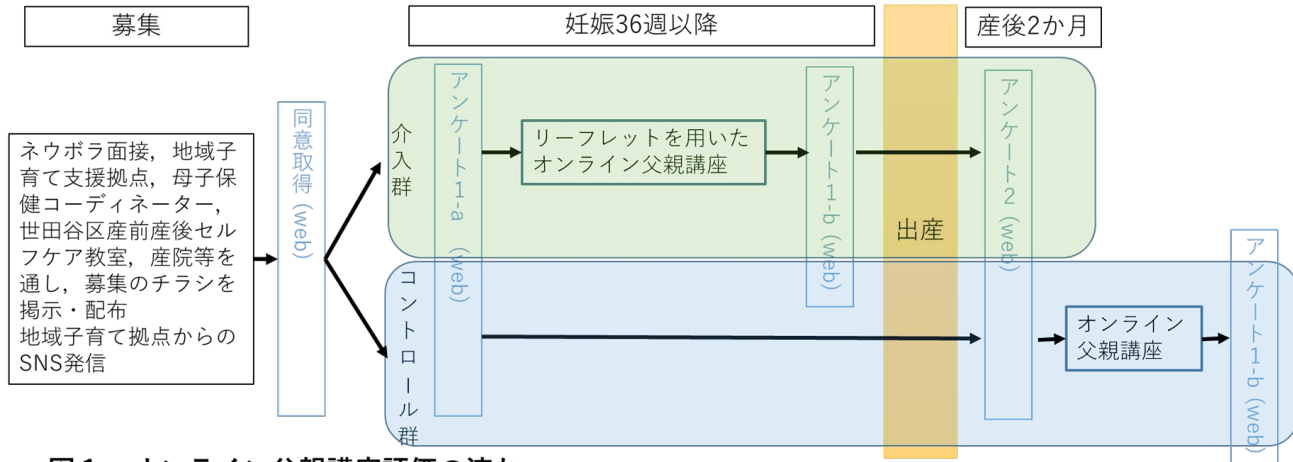 募集
妊娠36週以降
産後2か月
ネウボラ面接，地域子
育て支援拠点，母子保
健コーディネーター，
世田谷区産前産後セル
フケア教室，産院等を
通し，募集のチラシを
掲示・配布
地域子育て拠点からの
SNS発信
同意取得 (web)
介入群
アンケート1-a (web)
リーフレットを用いた
オンライン父親講座
アンケート1-b (web)
出産
アンケート2 (web)
コントロール群
オンライン
父親講座
アンケート1-b (web)